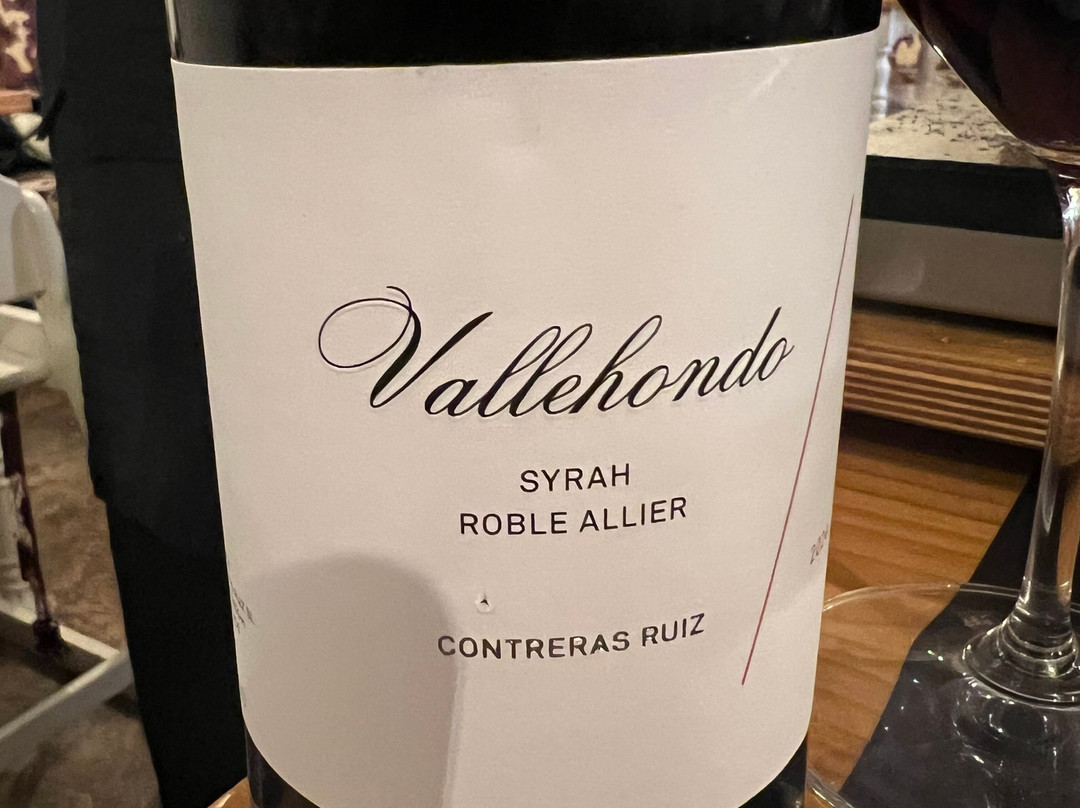 Vallehondo
SYRAH
ROBLE ALLIER
CONTRERAS RUIZ